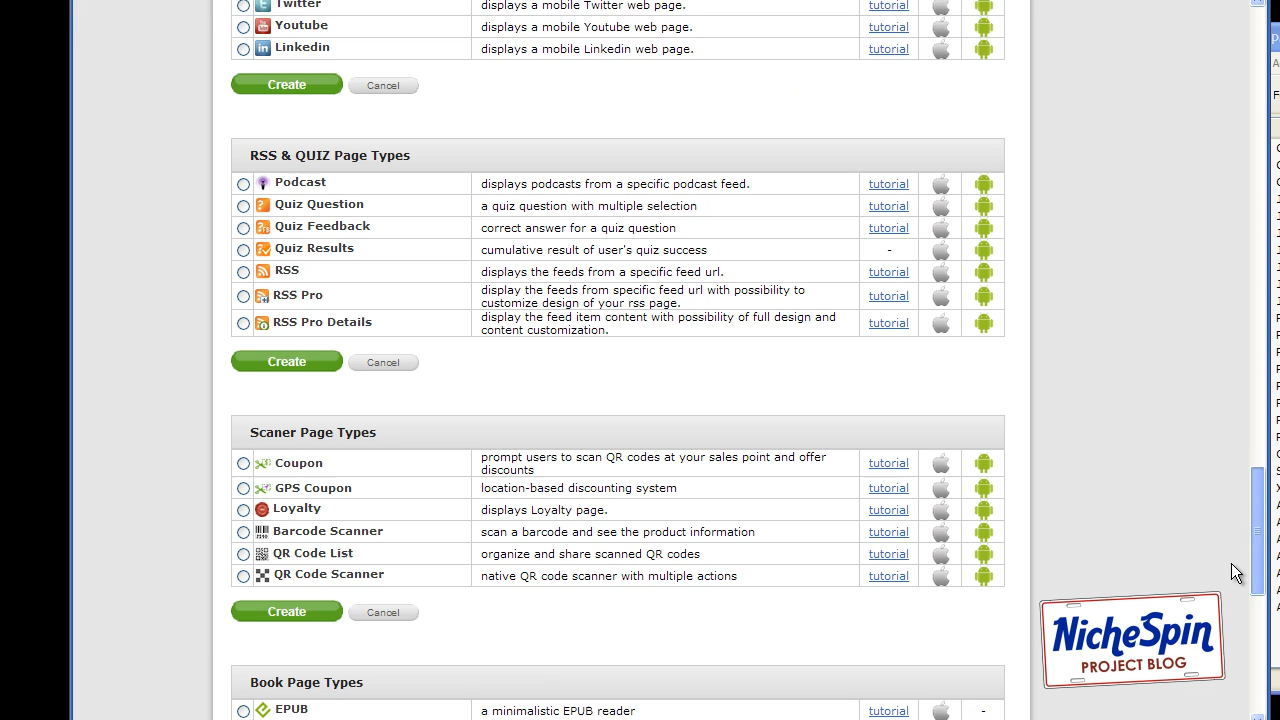 Twitter displays a mobile Twitter web page. tutorial
Youtube displays a mobile Youtube web page. tutorial
Linkedin displays a mobile Linkedin web page. tutorial
Create Cancel
RSS & QUIZ Page Types
Podcast displays podcasts from a specific podcast feed. tutorial
Quiz Question a quiz question with multiple selection tutorial
Quiz Feedback correct answer for a quiz question tutorial
Quiz Results cumulative result of user's quiz success -
RSS displays the feeds from a specific feed url. tutorial
RSS Pro display the feeds from specific feed url with possibility to
customize design of your rss page. tutorial
RSS Pro Details display the feed item content with possibility of full design and
content customization. tutorial
Create Cancel
Scaner Page Types
Coupon prompt users to scan QR codes at your sales point and offer
discounts tutorial
GPS Coupon location-based discounting system tutorial
Loyalty displays Loyalty page. tutorial
Barcode Scanner scans barcode and see the product information tutorial
QR Code List organize and share scanned QR codes tutorial
QR Code Scanner native QR code scanner with multiple actions tutorial
Create Cancel
NicheSpin
PROJECT BLOG
Book Page Types
EPUB a minimalistic EPUB reader tutorial -